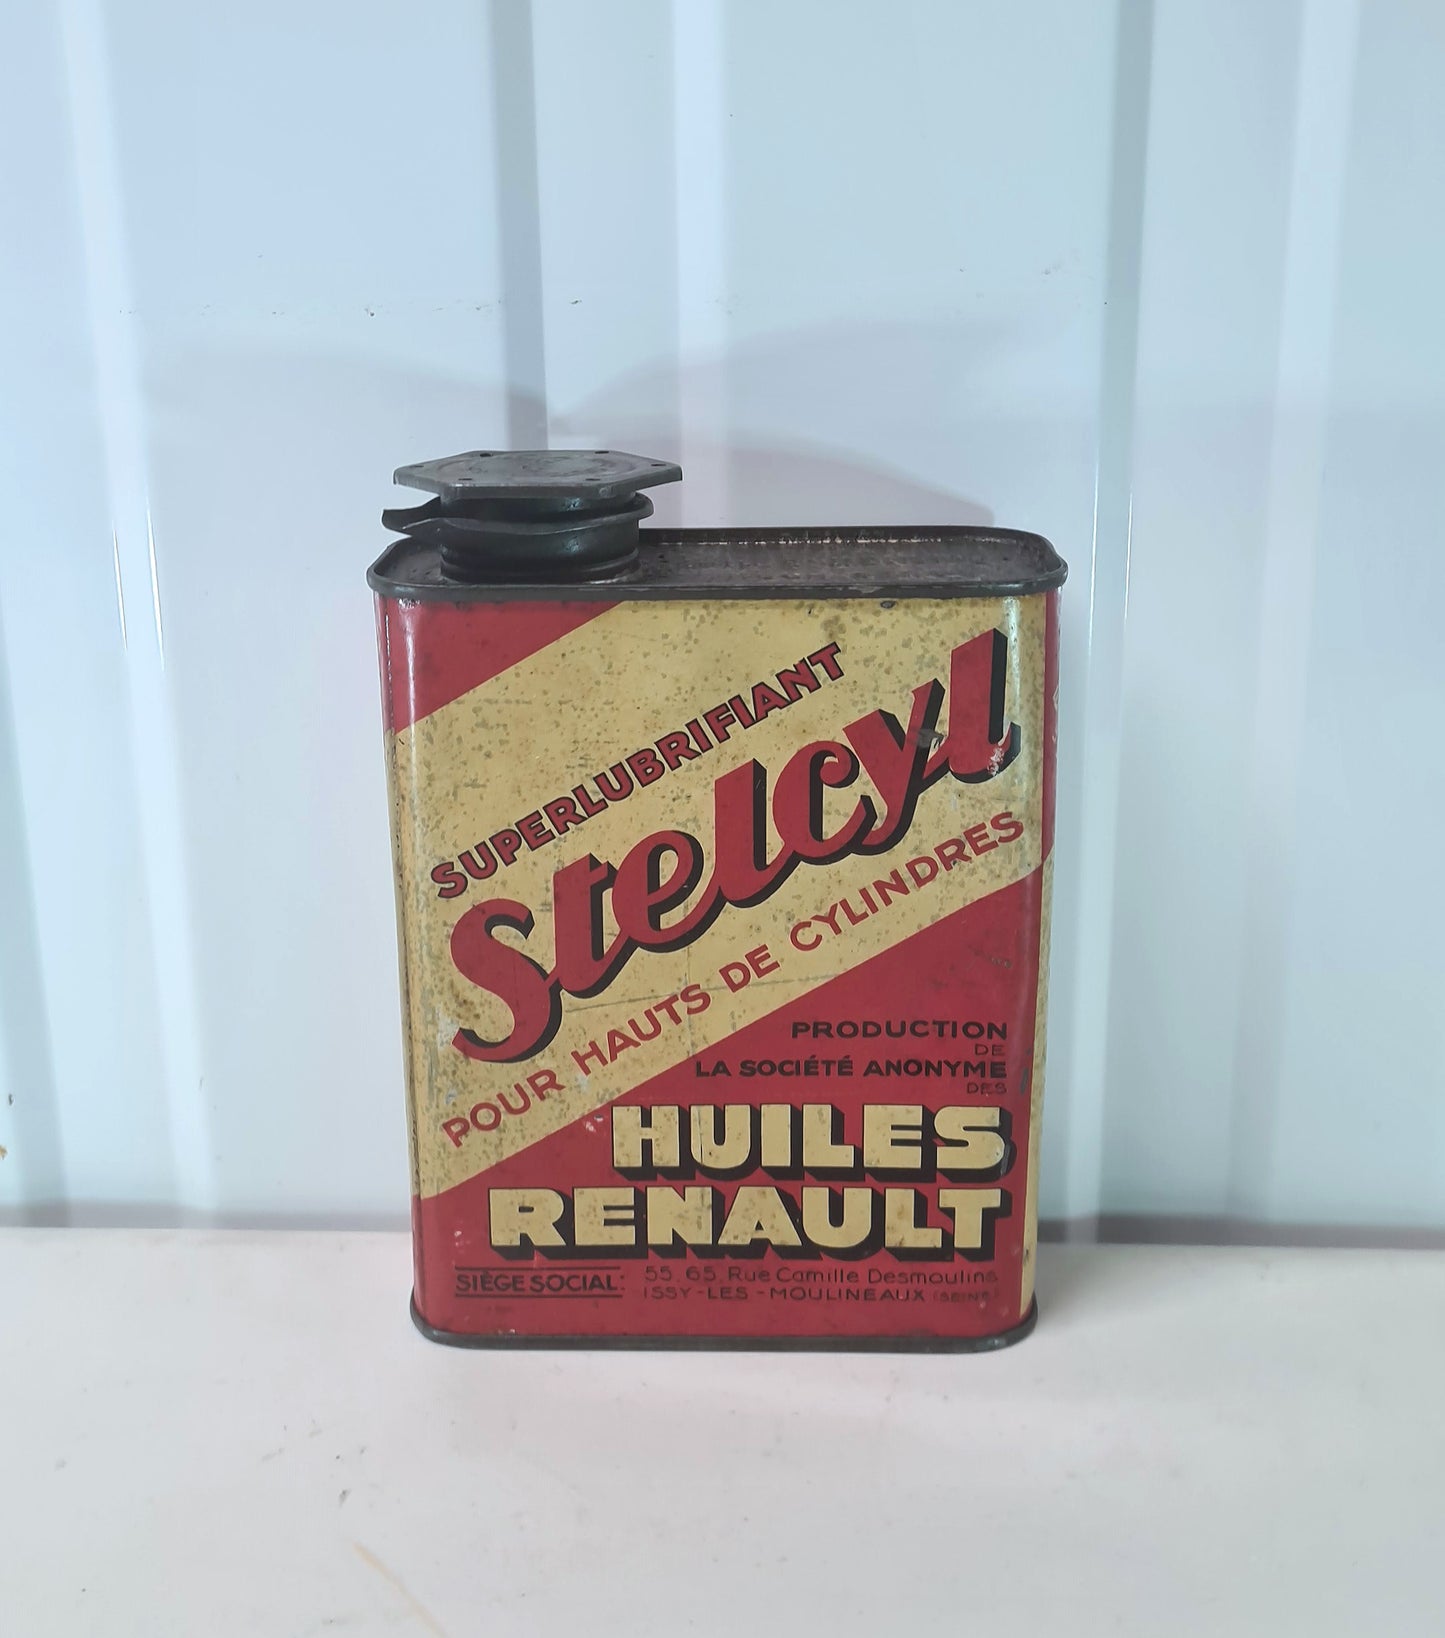 SUPERLUBRIFIANT
Stelcyl
POUR HAUTS DE CYLINDRES
PRODUCTION
DE
LA SOCIÉTÉ ANONYME
DES
HUILES
RENAULT
SIÈGE SOCIAL: 55. 65. Rue Camille Desmoulins
ISSY-LES-MOULINEAUX (SEINE)